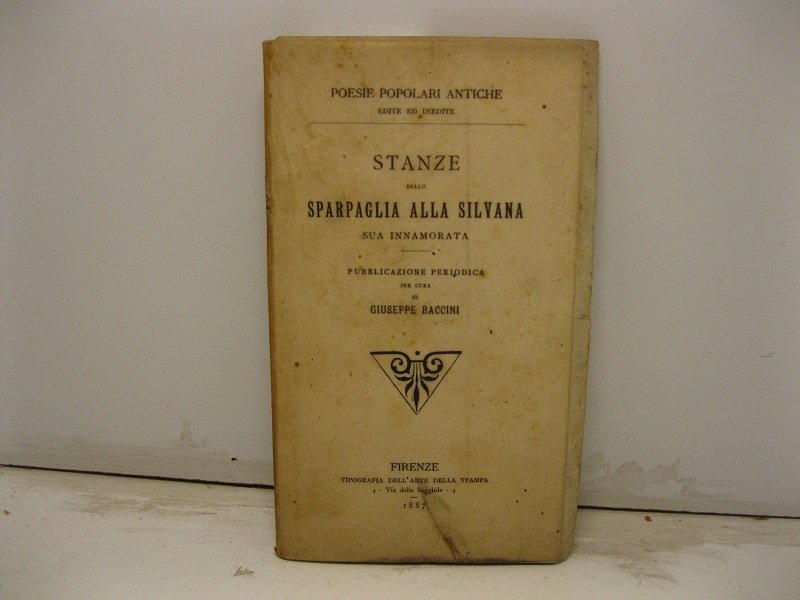 POESIE POPOLARI ANTICHE
EDITE ED INEDITE
STANZE
DELLO
SPARPAGLIA ALLA SILVANA
SUA INNAMORATA
PUBBLICAZIONE PERIODICA
PER CURA
di
GIUSEPPE BACCINI
FIRENZE
TIPOGRAFIA DELL'ARTE DELLA STAMPA
4 - Via delle Seggiole - 4
1887